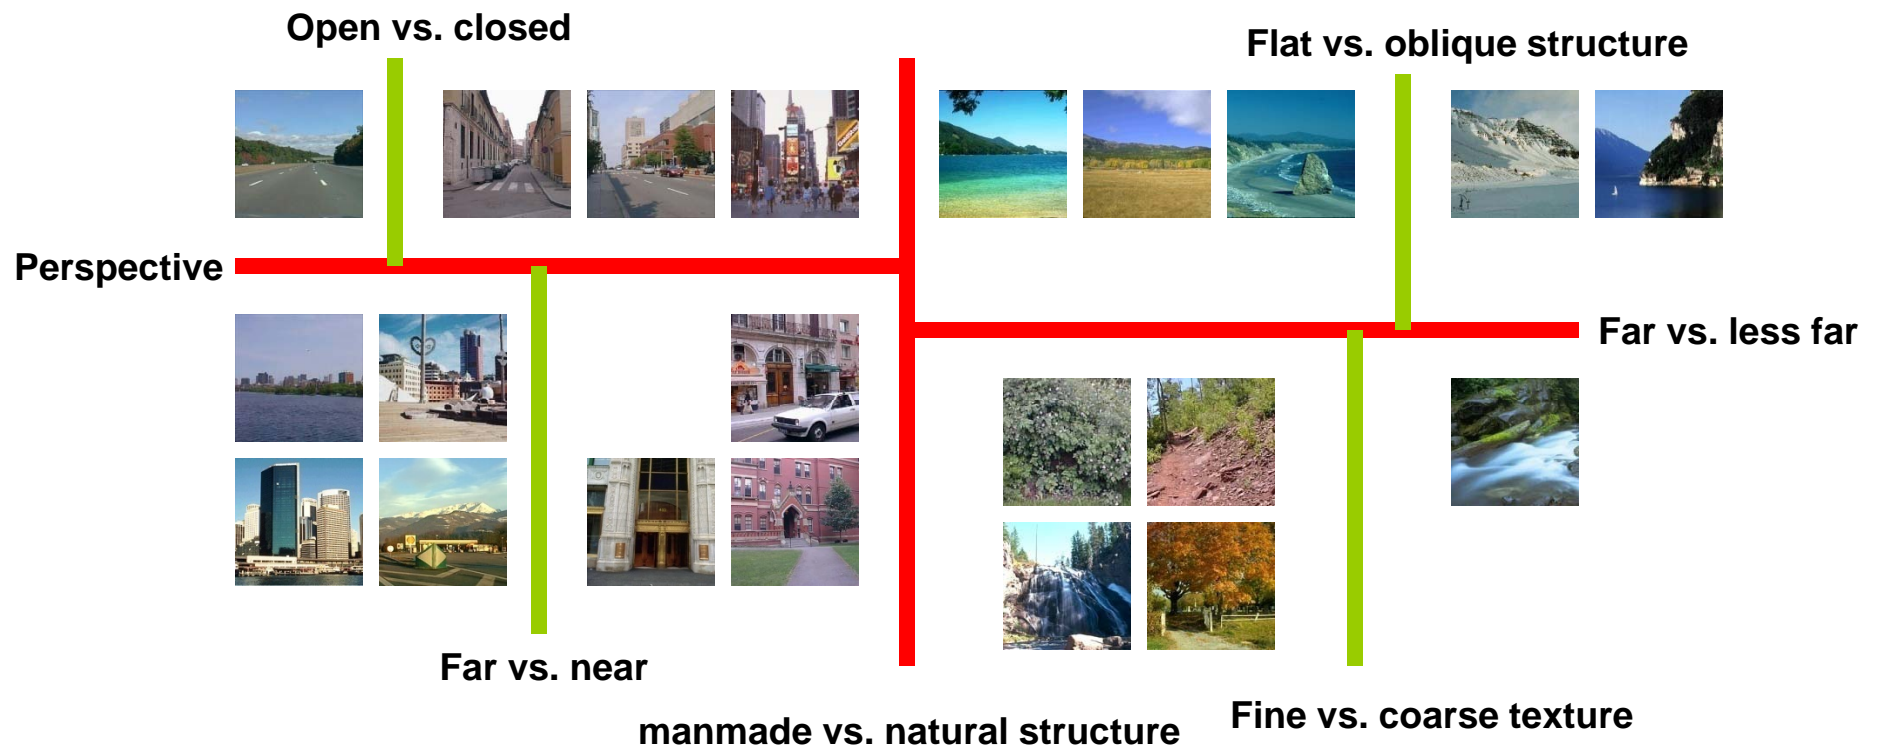 Open vs. closed
Flat vs. oblique structure
Perspective
Far vs. less far
Far vs. near
Fine vs. coarse texture
manmade vs. natural structure